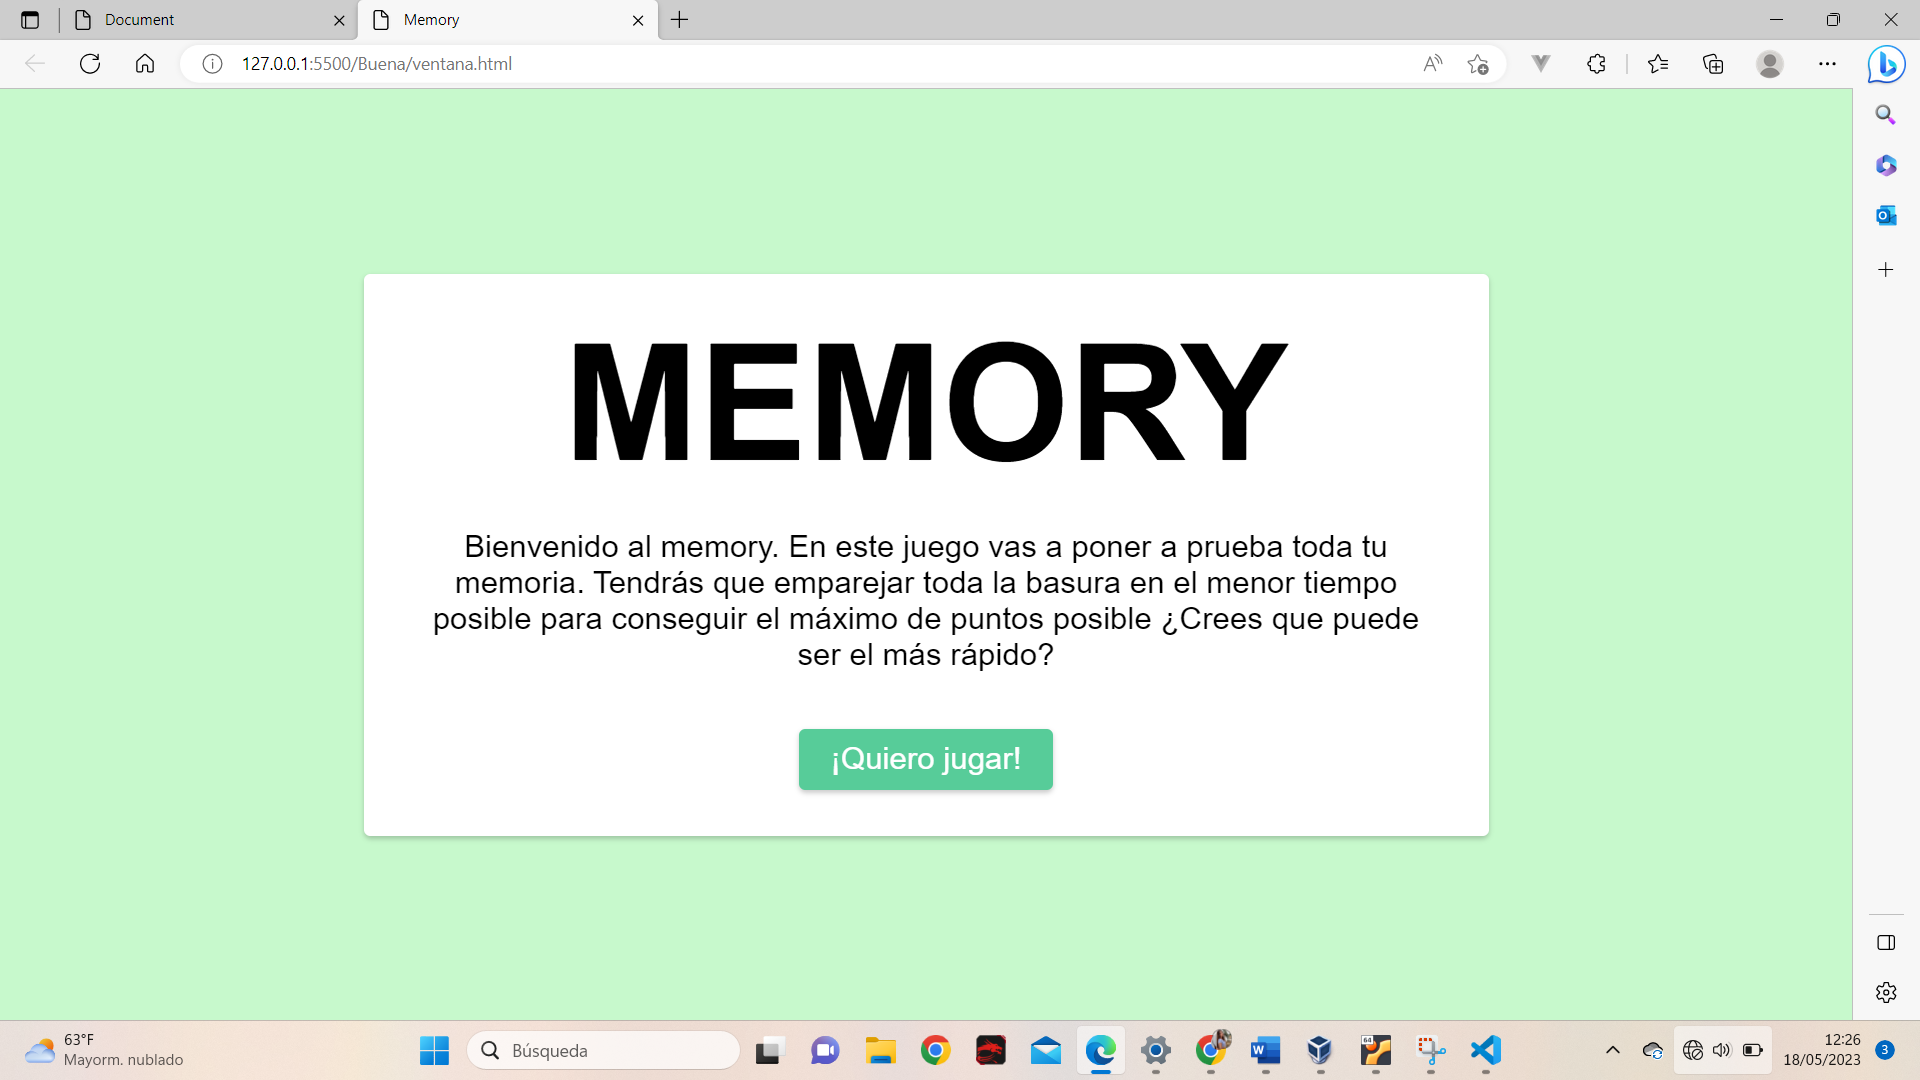 Document
Memory
127.0.0.1:5500/Buena/ventana.html
MEMORY
Bienvenido al memory. En este juego vas a poner a prueba toda tu
memoria. Tendrás que emparejar toda la basura en el menor tiempo
posible para conseguir el máximo de puntos posible ¿Crees que puede
ser el más rápido?
¡Quiero jugar!
63°F
Mayorm. nublado
Búsqueda
64
12:26
18/05/2023
3